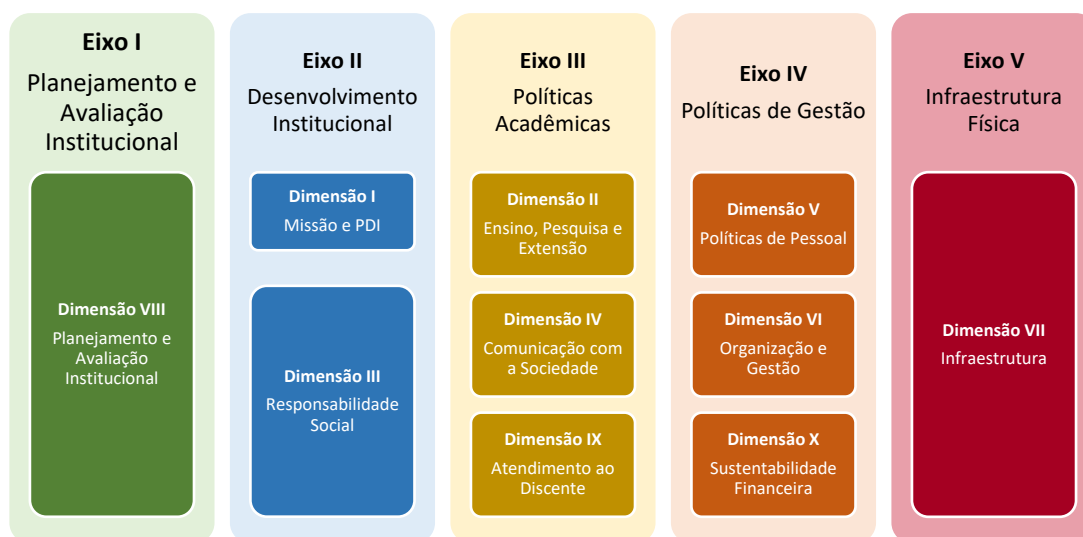 Eixo I
Planejamento e
Avaliação
Institucional
Dimensão VIII
Planejamento e
Avaliação
Institucional
Eixo II
Desenvolvimento
Institucional
Dimensão I
Missão e PDI
Dimensão III
Responsabilidade
Social
Eixo III
Políticas
Acadêmicas
Dimensão II
Ensino, Pesquisa e
Extensão
Dimensão IV
Comunicação com
a Sociedade
Dimensão IX
Atendimento ao
Discente
Eixo IV
Políticas de Gestão
Dimensão V
Políticas de Pessoal
Dimensão VI
Organização e
Gestão
Dimensão X
Sustentabilidade
Financeira
Eixo V
Infraestrutura
Física
Dimensão VII
Infraestrutura